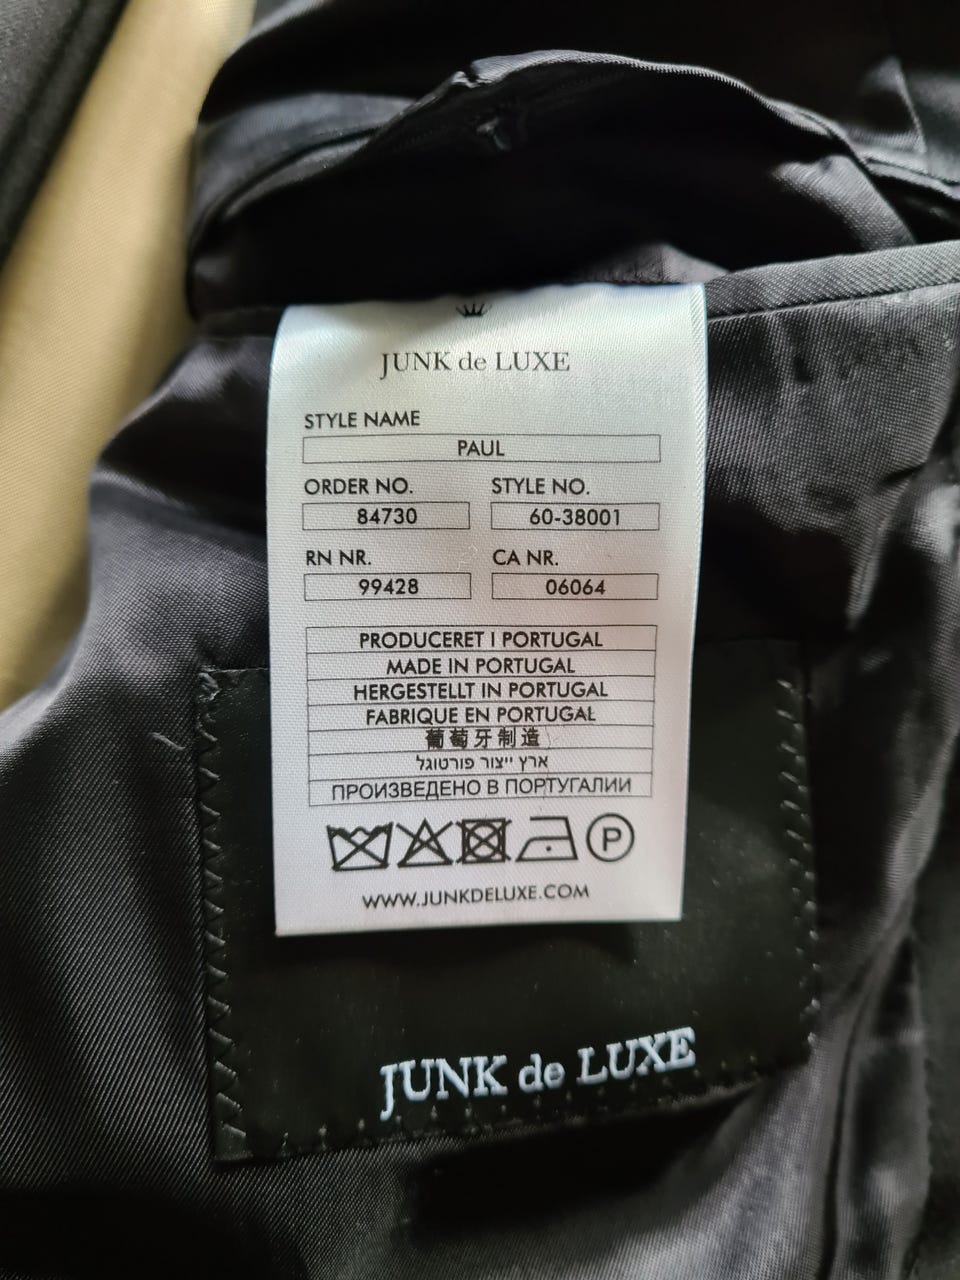 JUNK de LUXE
STYLE NAME
PAUL
ORDER NO. STYLE NO.
84730 60-38001
RN NR. CA NR.
99428 06064
PRODUCERET I PORTUGAL
MADE IN PORTUGAL
HERGESTELLT IN PORTUGAL
FABRIQUE EN PORTUGAL
葡萄牙制造
ארץ ייצור פורטוגל
ПРОИЗВЕДЕНО В ПОРТУГАЛИИ
P
WWW.JUNKDELUXE.COM
JUNK de LUXE